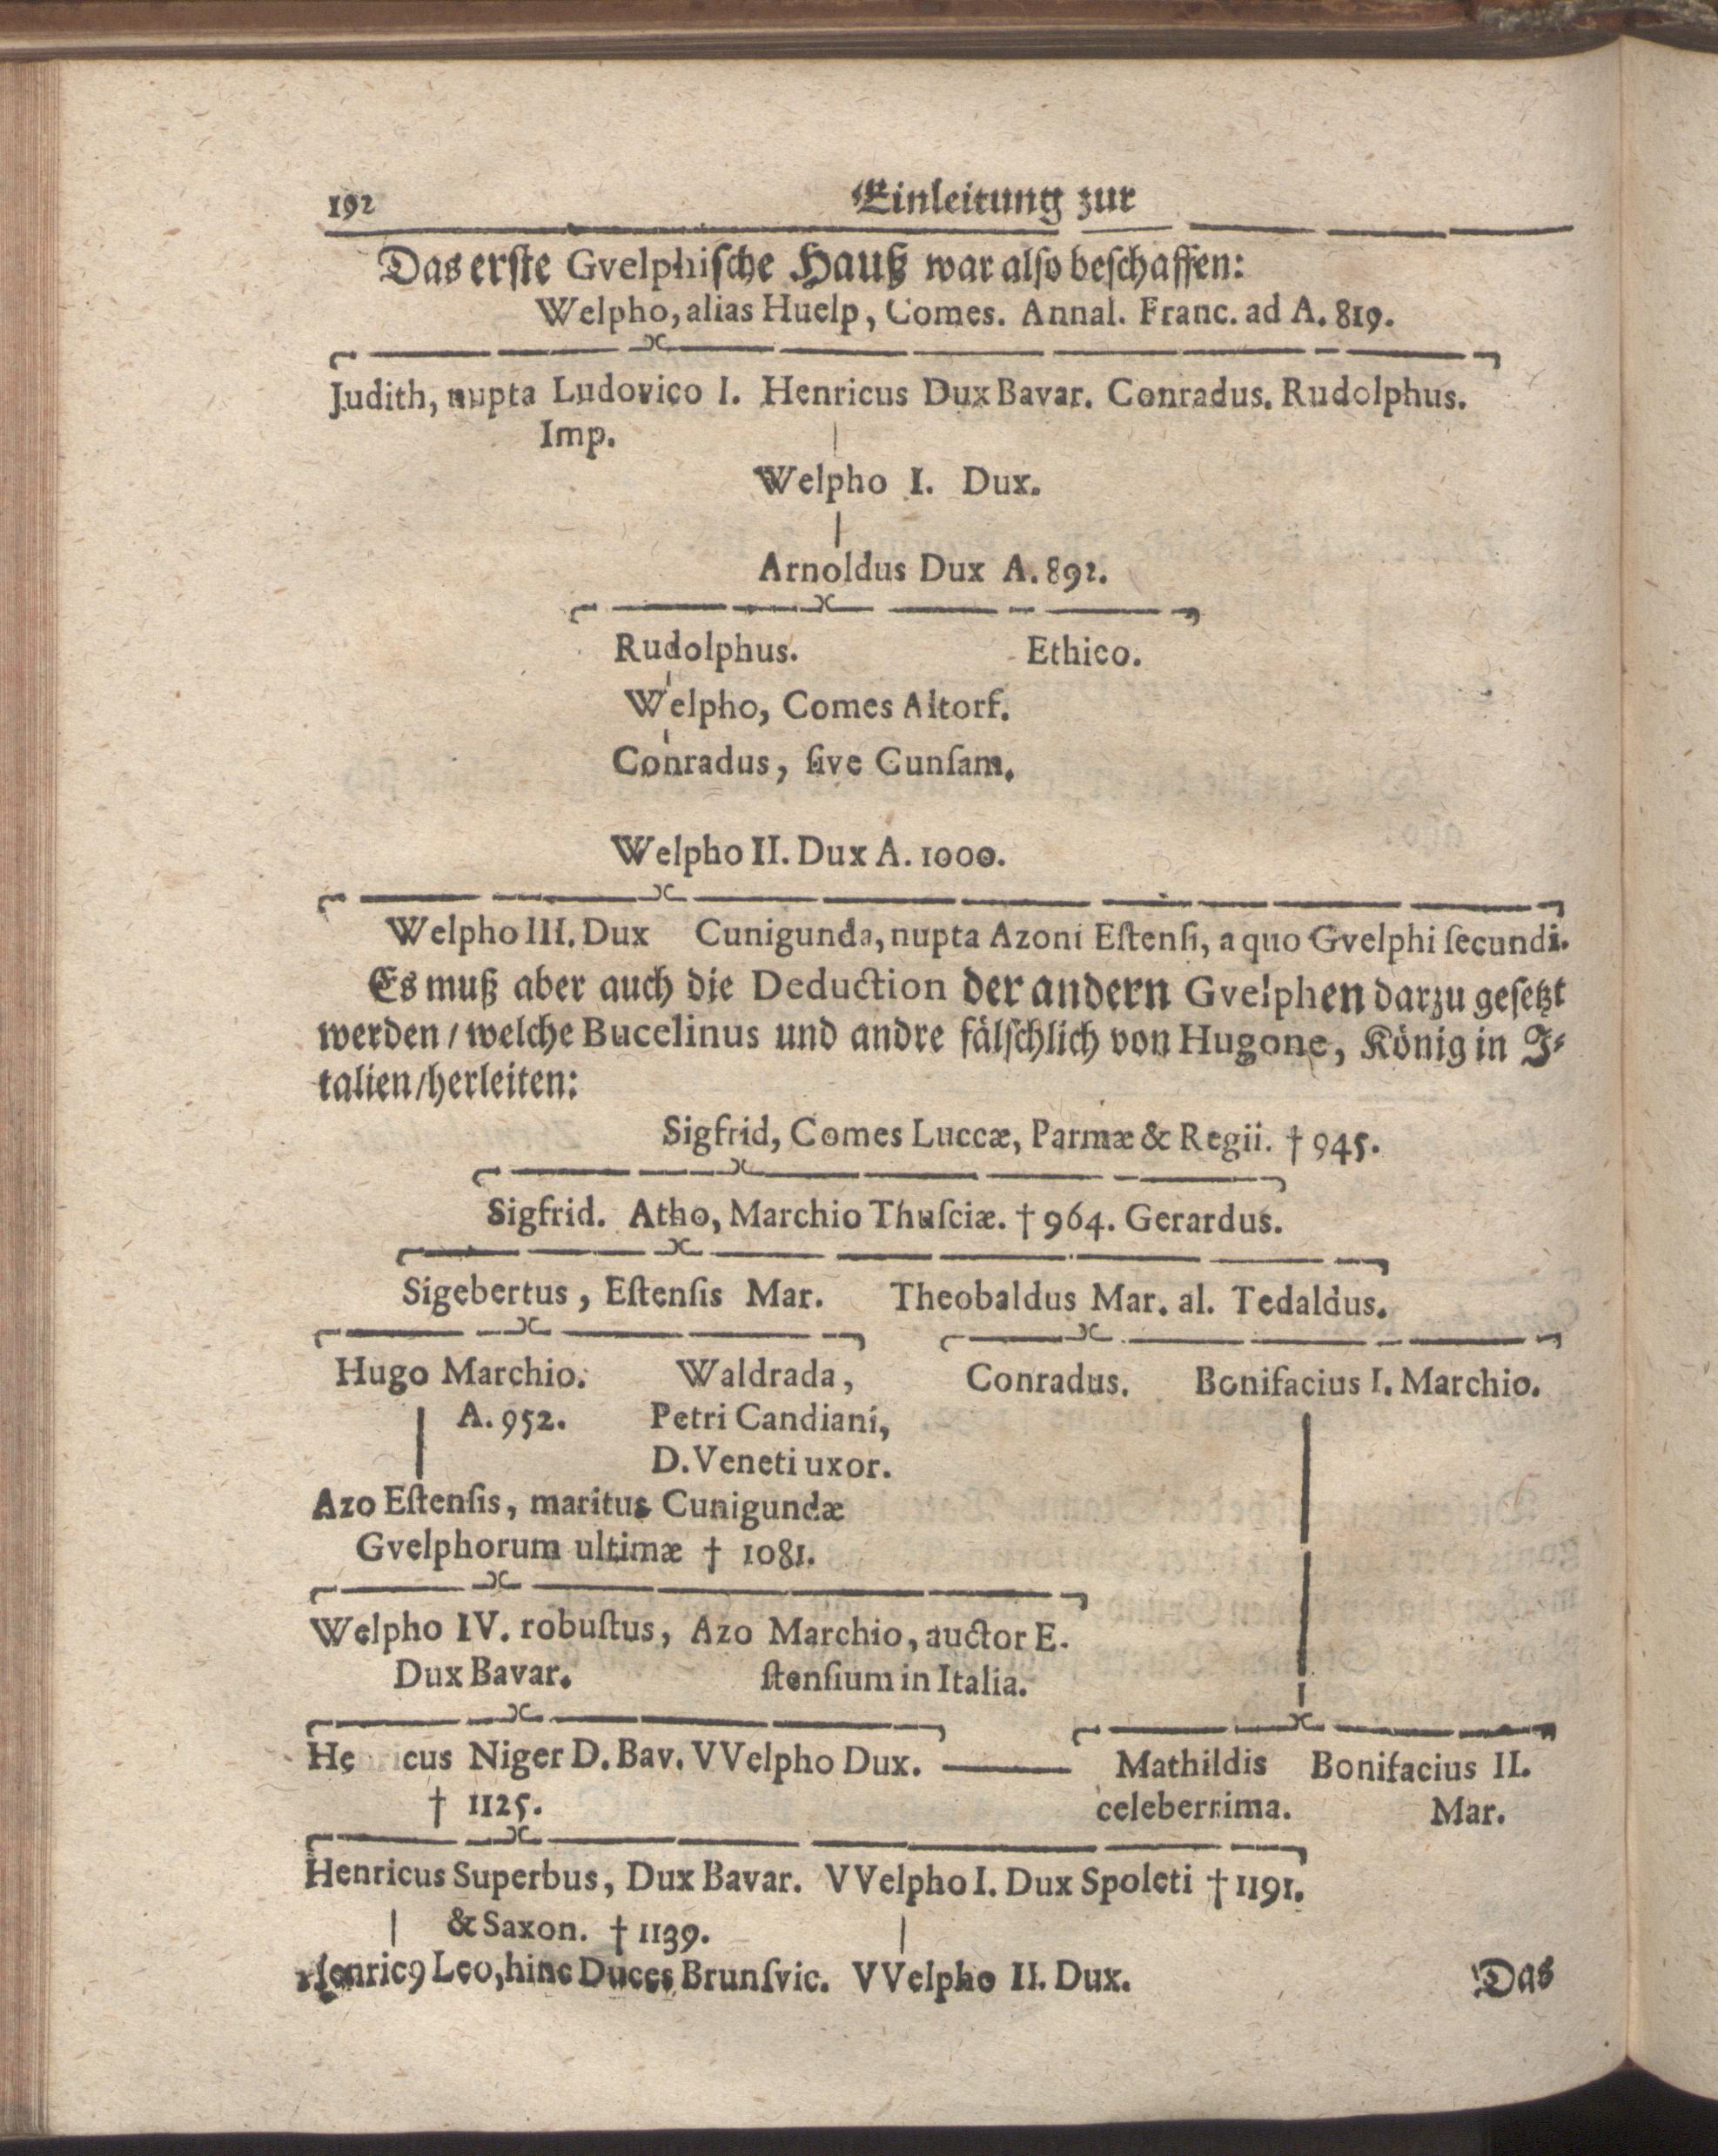 192 Einleitung zur
Das erſte Gvelphiſche Hauß war alſo beſchaffen:
Welpho, alias Huelp, Comes. Annal. Franc. ad A. 819.
Judith, nupta Ludovico I. Henricus Dux Bavar. Conradus. Rudolphus.
Imp.
Welpho I. Dux.
Arnoldus Dux A. 892.
Rudolphus. Ethico.
Welpho, Comes Altorf.
Conradus, ſive Cunſam.
Welpho II. Dux A. 1000.
Welpho III. Dux Cunigunda, nupta Azoni Eſtenſi, a quo Gvelphi ſecundi.
Es muß aber auch die Deduction der andern Gvelphen darzu geſetzt
werden / welche Bucelinus und andre fälſchlich von Hugone, König in J⸗
talien/herleiten:
Sigfrid, Comes Luccæ, Parmæ & Regii. † 945.
Sigfrid. Atho, Marchio Thuſciæ. † 964. Gerardus.
Sigebertus, Eſtenſis Mar. Theobaldus Mar. al. Tedaldus.
Hugo Marchio. Waldrada, Conradus. Bonifacius I. Marchio.
A. 952. Petri Candiani,
D. Veneti uxor.
Azo Eſtenſis, maritus Cunigundæ
Gvelphorum ultimæ † 1081.
Welpho IV. robuſtus, Azo Marchio, auctor E-
Dux Bavar. ſtenſium in Italia.
Henricus Niger D. Bav. VVelpho Dux. Mathildis Bonifacius II.
† 1125. celeberrima. Mar.
Henricus Superbus, Dux Bavar. VVelpho I. Dux Spoleti † 1191.
& Saxon. † 1139.
Henric9 Leo, hinc Duces Brunſvic. VVelpho II. Dux. Das